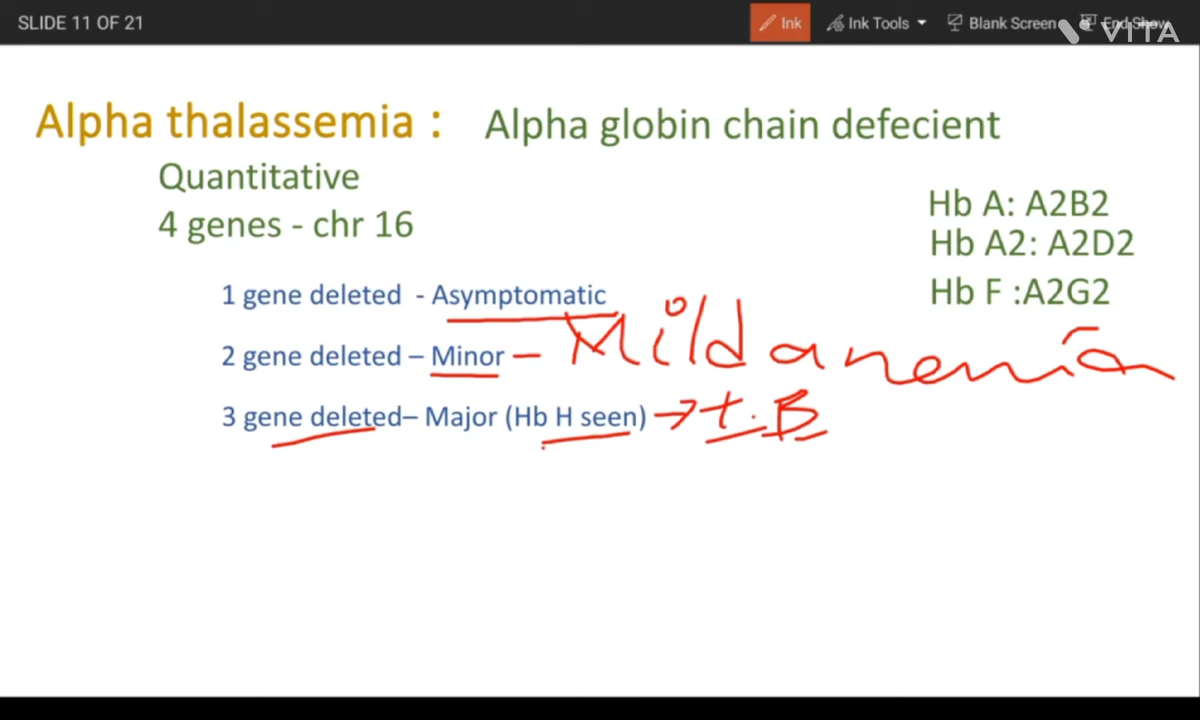 SLIDE 11 OF 21
Ink
Ink Tools
Blank Screen
End Show
VITA
Alpha thalassemia : Alpha globin chain defecient
Quantitative
4 genes - chr 16
Hb A: A2B2
Hb A2: A2D2
Hb F :A2G2
1 gene deleted - Asymptomatic
2 gene deleted – Minor – Mild anemia
3 gene deleted– Major (Hb H seen) → t.B